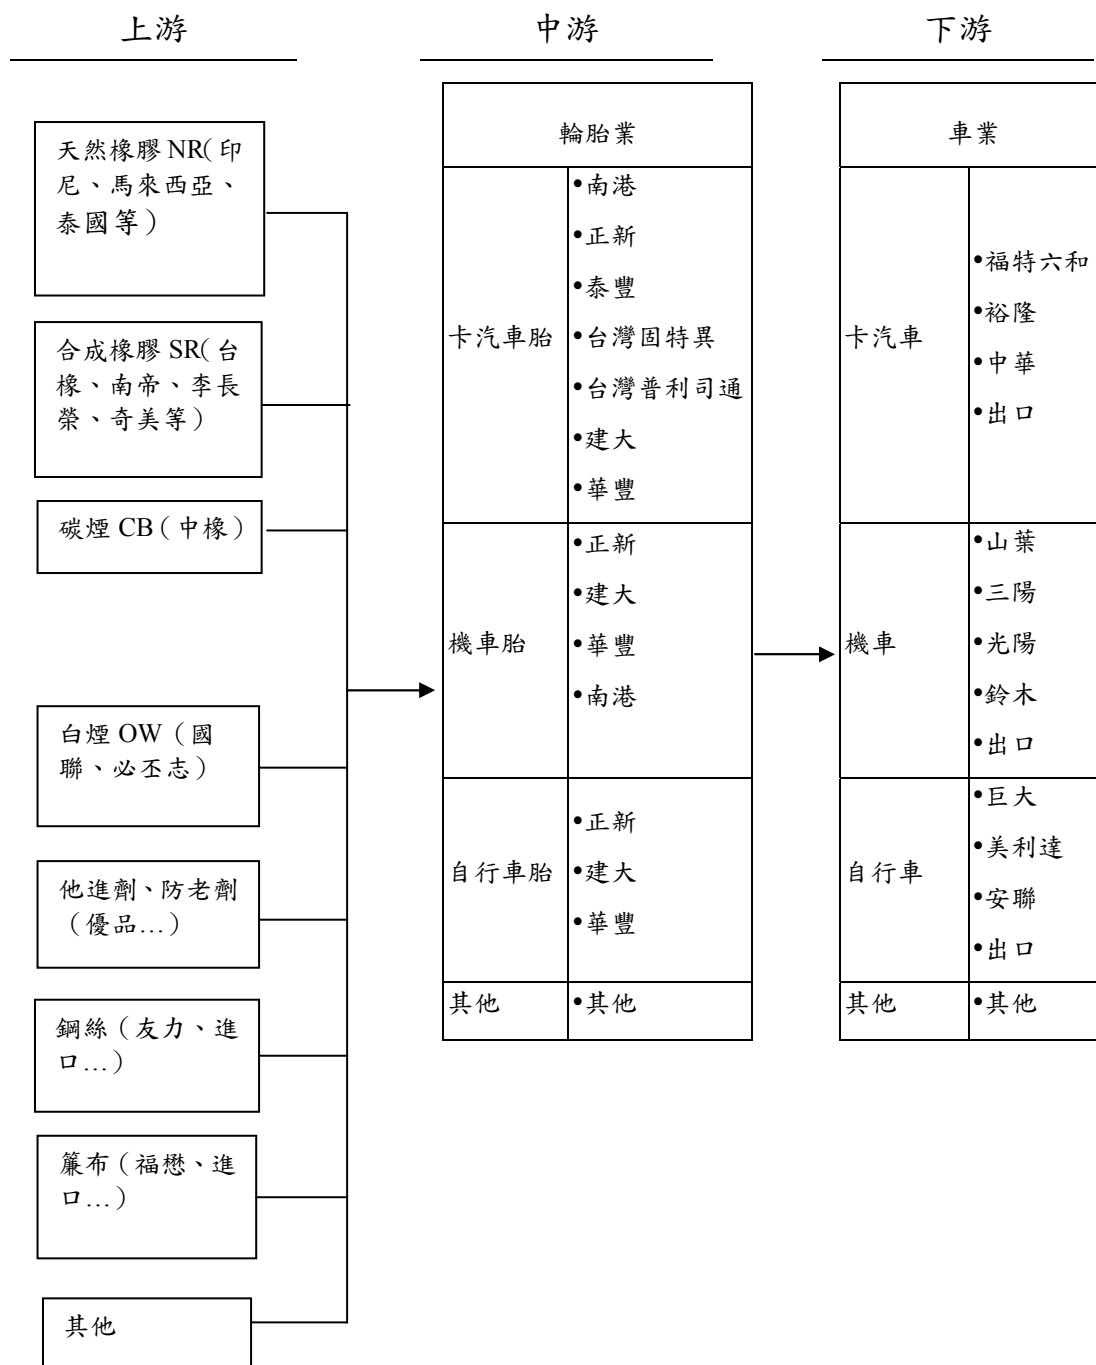 上游
中游
下游
天然橡膠 NR（印
尼、馬來西亞、
泰國等）
合成橡膠 SR（台
橡、南帝、李長
榮、奇美等）
碳煙 CB（中橡）
白煙 OW（國
聯、必丕志）
他進劑、防老劑
（優品…）
鋼絲（友力、進
口…）
簾布（福懋、進
口…）
其他
輪胎業
卡汽車胎
•南港
•正新
•泰豐
•台灣固特異
•台灣普利司通
•建大
•華豐
機車胎
•正新
•建大
•華豐
•南港
自行車胎
•正新
•建大
•華豐
其他
•其他
車業
卡汽車
•福特六和
•裕隆
•中華
•出口
機車
•山葉
•三陽
•光陽
•鈴木
•出口
自行車
•巨大
•美利達
•安聯
•出口
其他
•其他